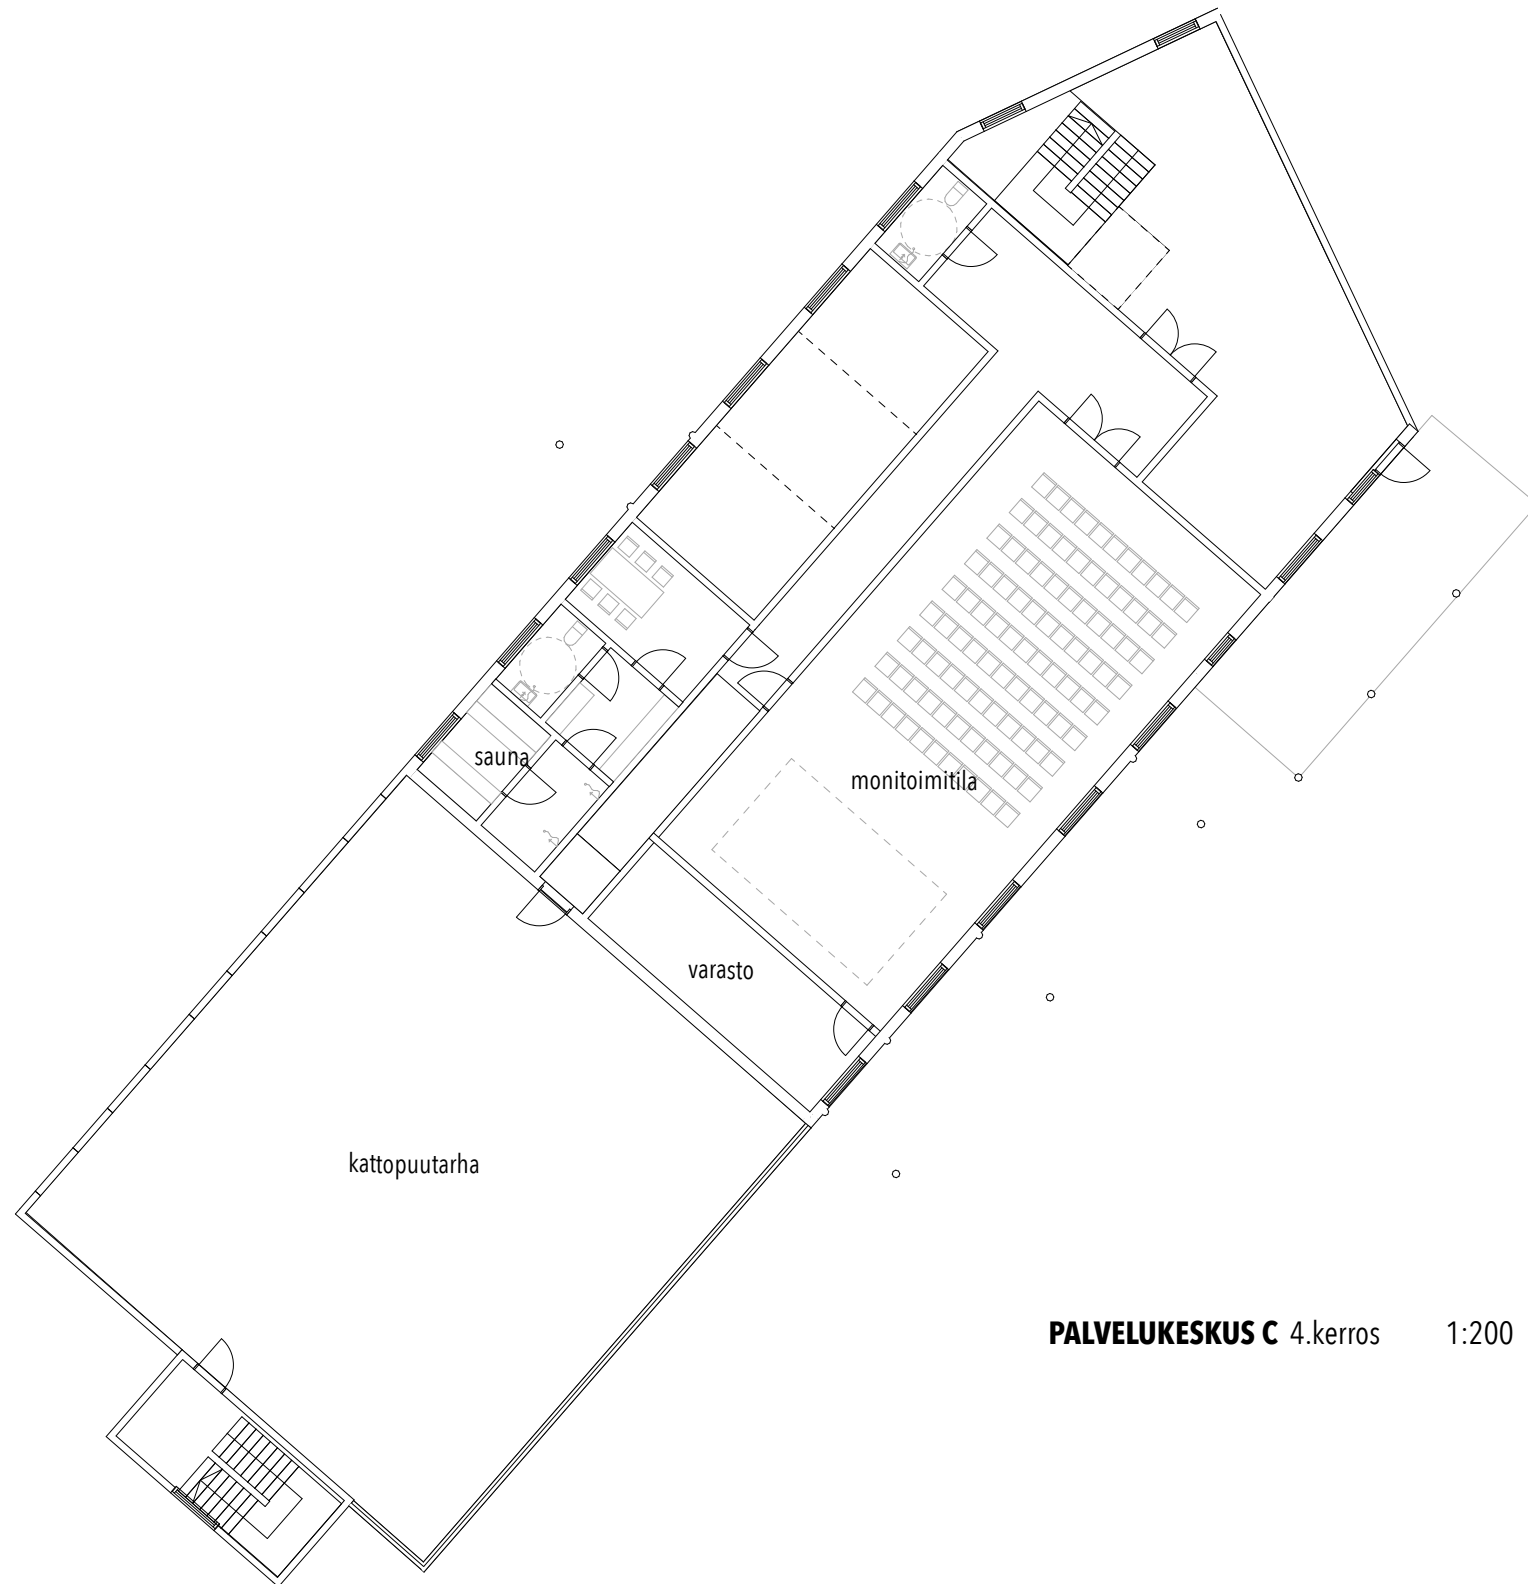 sauna
monitoimitila
varasto
kattopuutarha
PALVELUKESKUS C 4.kerros 1:200